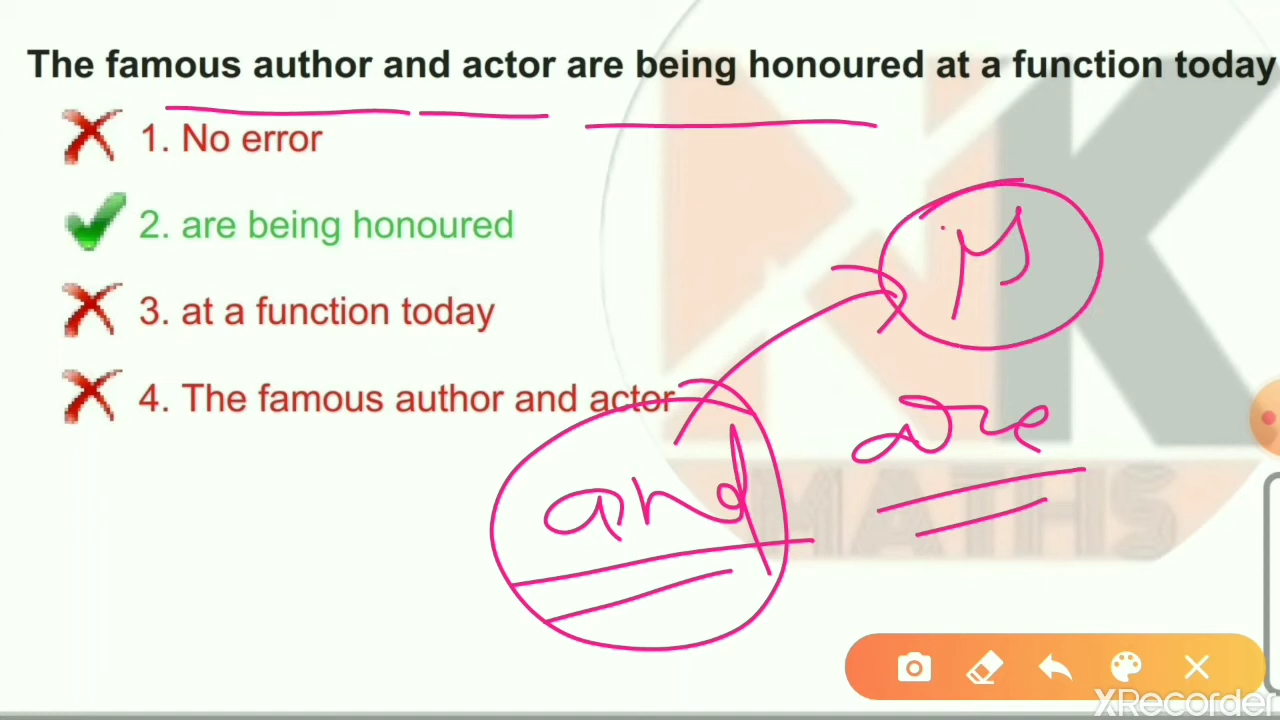 The famous author and actor are being honoured at a function today
1. No error
2. are being honoured
is
3. at a function today
4. The famous author and actor
are
and
MATHS
XRecorder